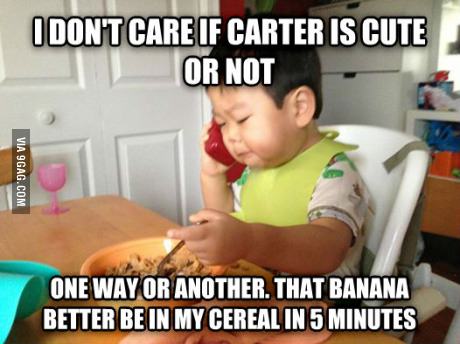 I DON'T CARE IF CARTER IS CUTE
OR NOT
VIA 9GAG.COM
ONE WAY OR ANOTHER. THAT BANANA
BETTER BE IN MY CEREAL IN 5 MINUTES